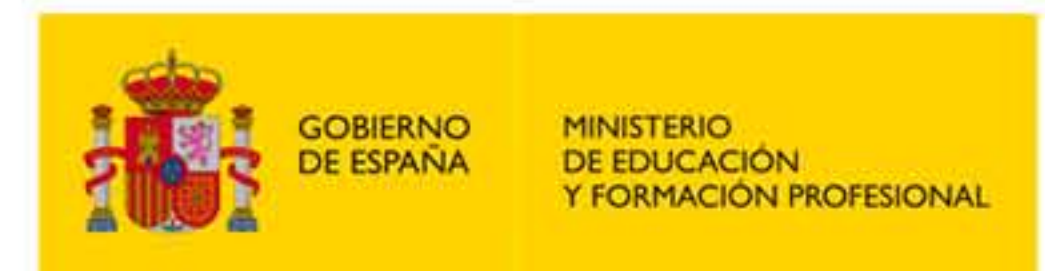 GOBIERNO
DE ESPAÑA
MINISTERIO
DE EDUCACIÓN
Y FORMACIÓN PROFESIONAL